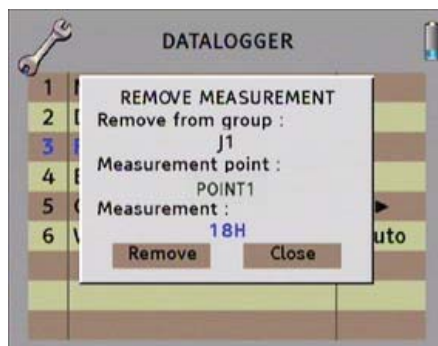 DATALOGGER
1
2
3
4
5
6
uto
REMOVE MEASUREMENT
Remove from group :
J1
Measurement point :
POINT1
Measurement :
18H
Remove Close